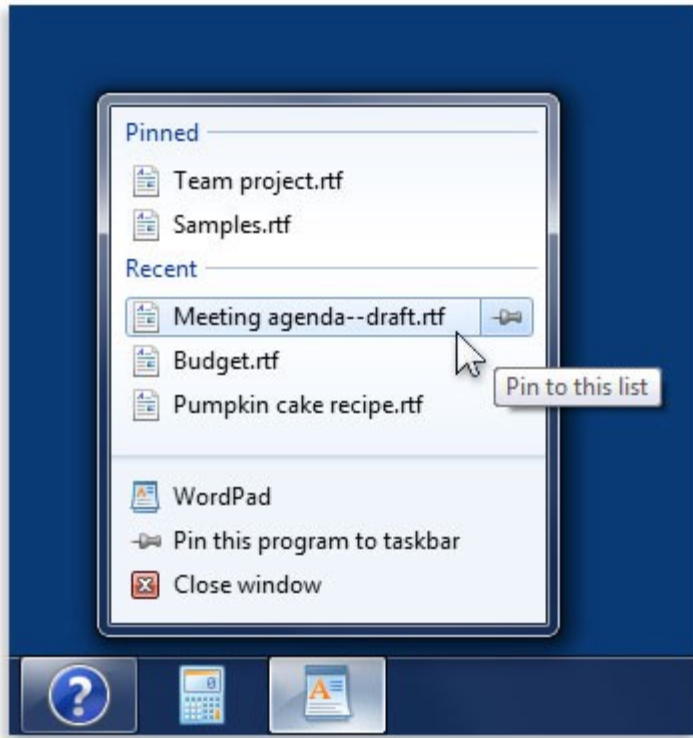 Pinned
Team project.rtf
Samples.rtf
Recent
Meeting agenda--draft.rtf
Budget.rtf
Pin to this list
Pumpkin cake recipe.rtf
WordPad
Pin this program to taskbar
Close window
?
0
A